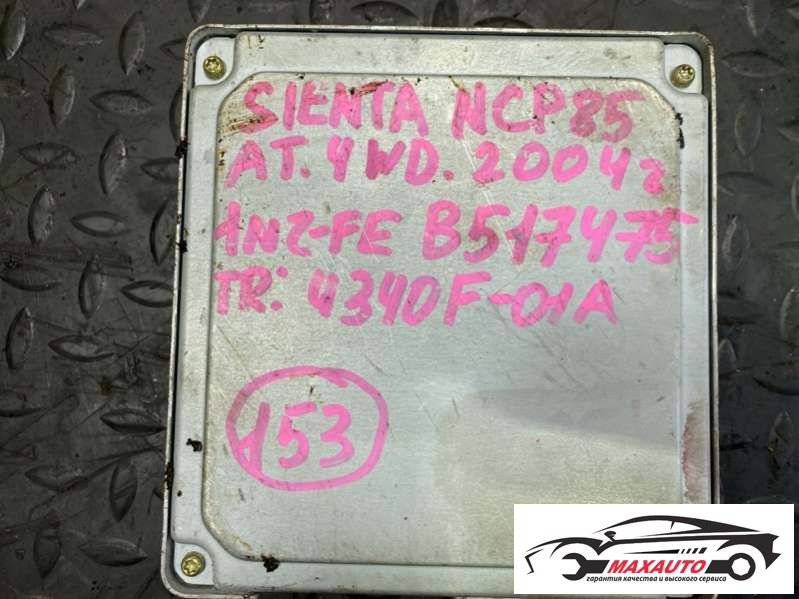 SIENTA NCP85
AT. 4WD. 2004г
1NZ-FE B517475
TR: 4340F-01A
153
MAXAUTO
гарантия качества и высокого сервиса